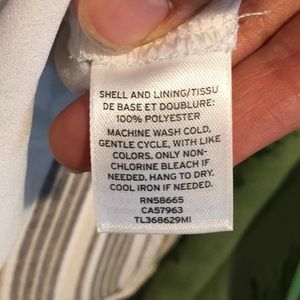 SHELL AND LINING/TISSU
DE BASE ET DOUBLURE:
100% POLYESTER
MACHINE WASH COLD,
GENTLE CYCLE, WITH LIKE
COLORS. ONLY NON-
CHLORINE BLEACH IF
NEEDED. HANG TO DRY.
COOL IRON IF NEEDED.
RN58665
CA57963
TL368629MI